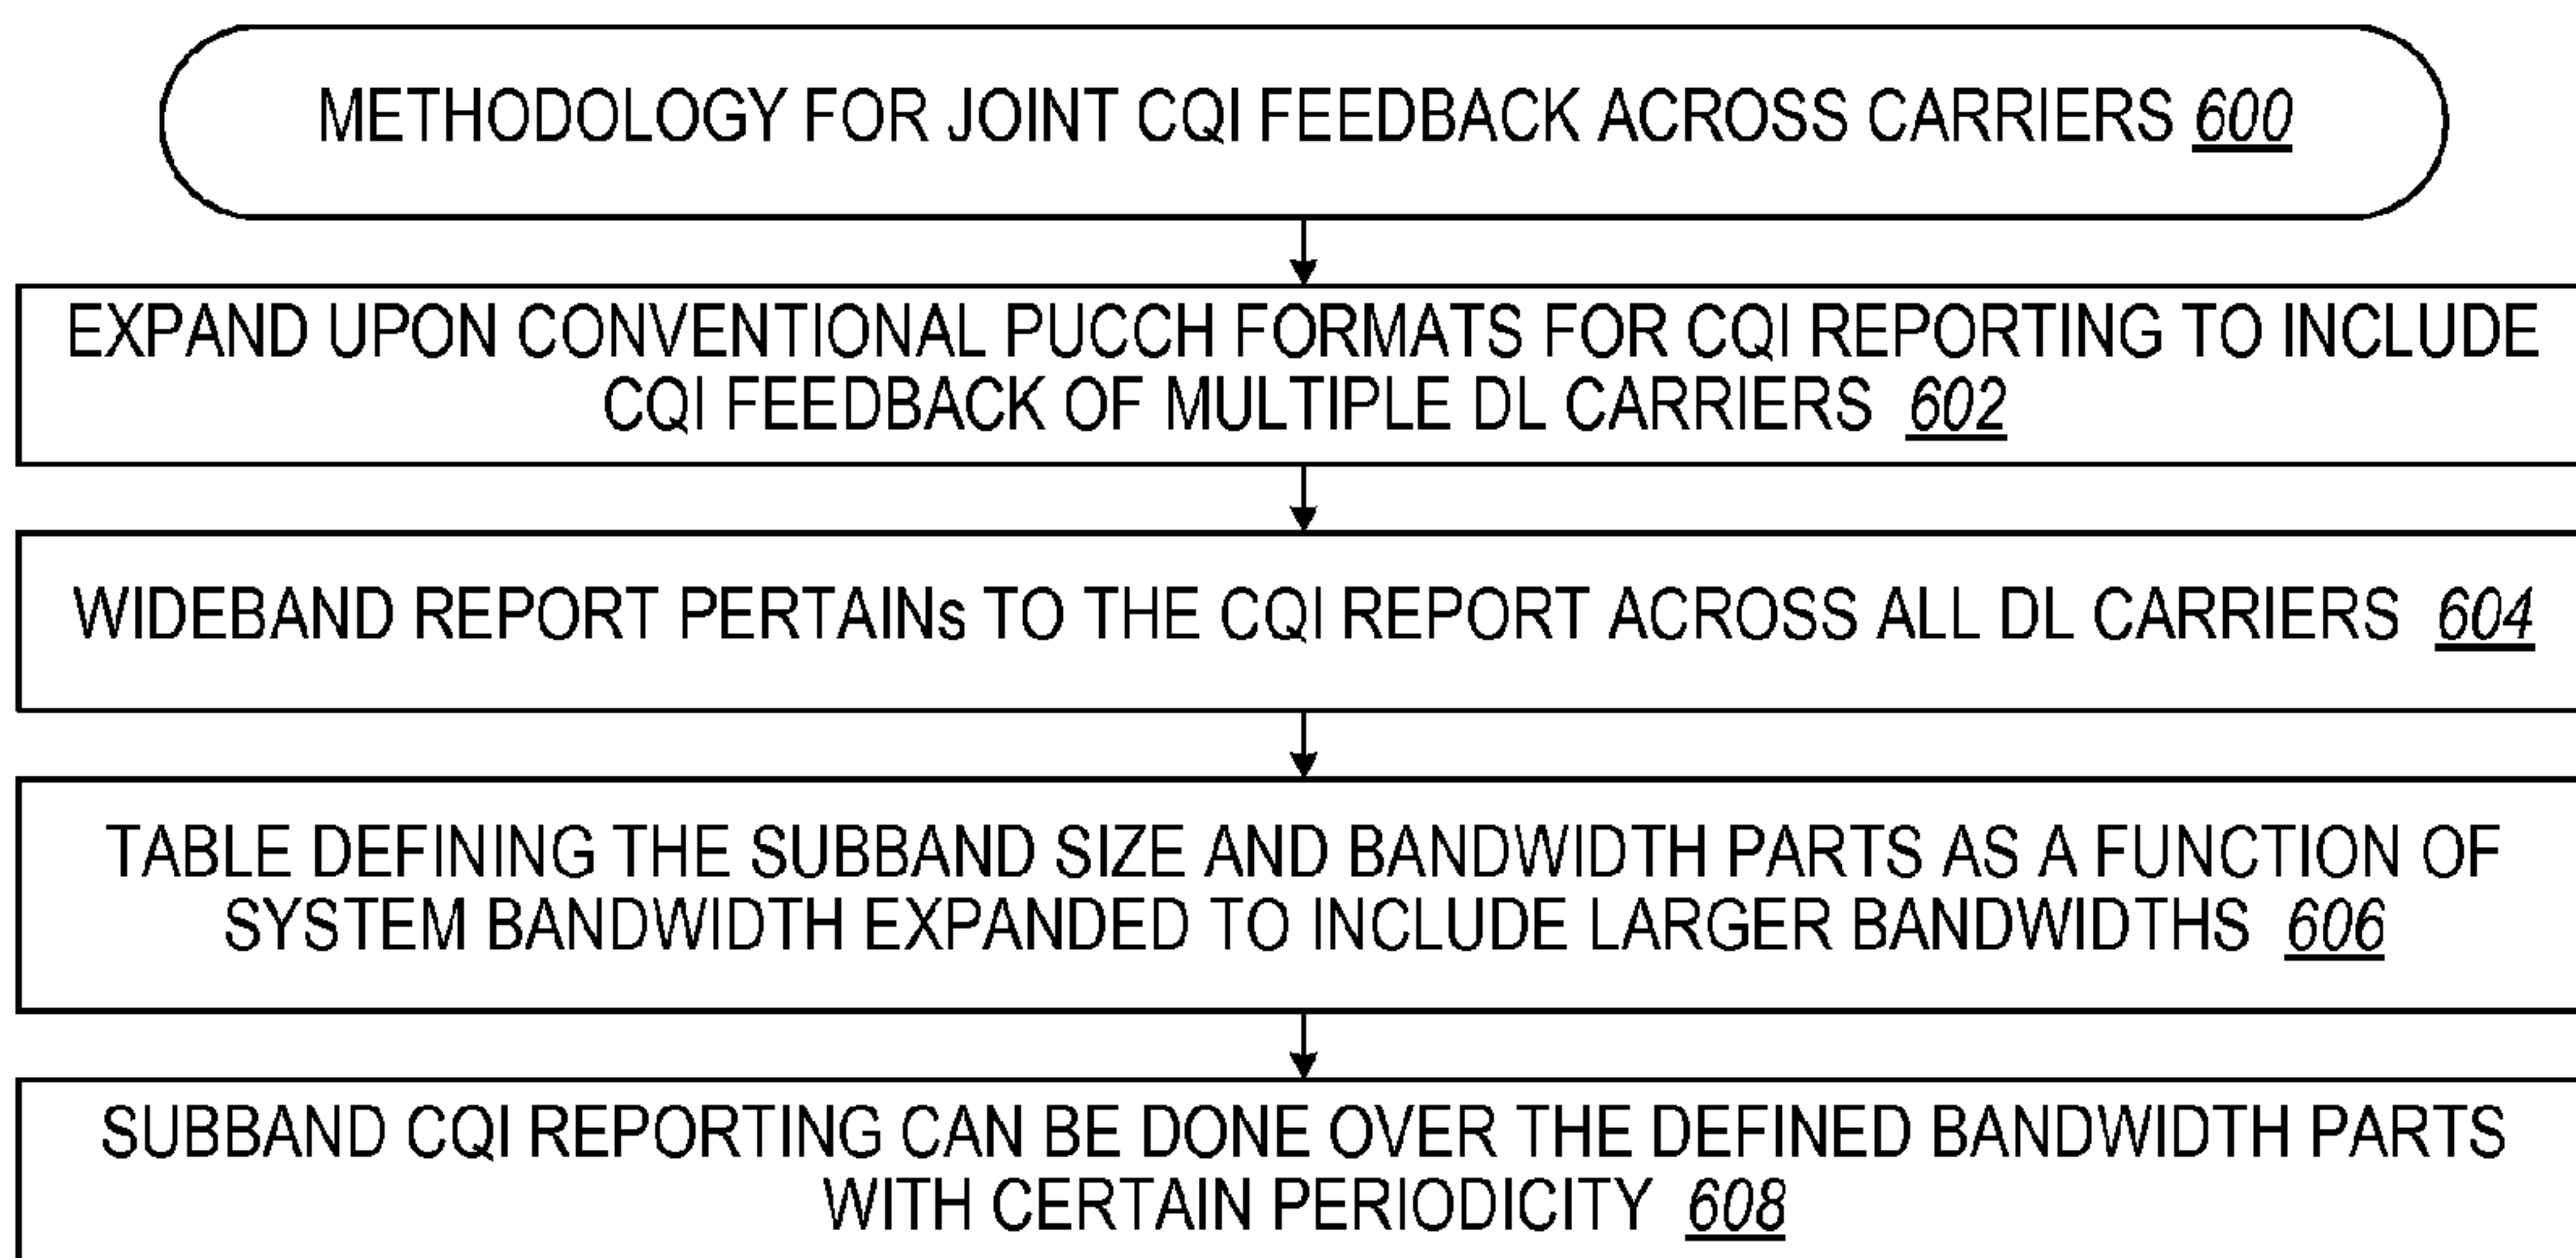 METHODOLOGY FOR JOINT CQI FEEDBACK ACROSS CARRIERS 600
EXPAND UPON CONVENTIONAL PUCCH FORMATS FOR CQI REPORTING TO INCLUDE
CQI FEEDBACK OF MULTIPLE DL CARRIERS 602
WIDEBAND REPORT PERTAINs TO THE CQI REPORT ACROSS ALL DL CARRIERS 604
TABLE DEFINING THE SUBBAND SIZE AND BANDWIDTH PARTS AS A FUNCTION OF
SYSTEM BANDWIDTH EXPANDED TO INCLUDE LARGER BANDWIDTHS 606
SUBBAND CQI REPORTING CAN BE DONE OVER THE DEFINED BANDWIDTH PARTS
WITH CERTAIN PERIODICITY 608